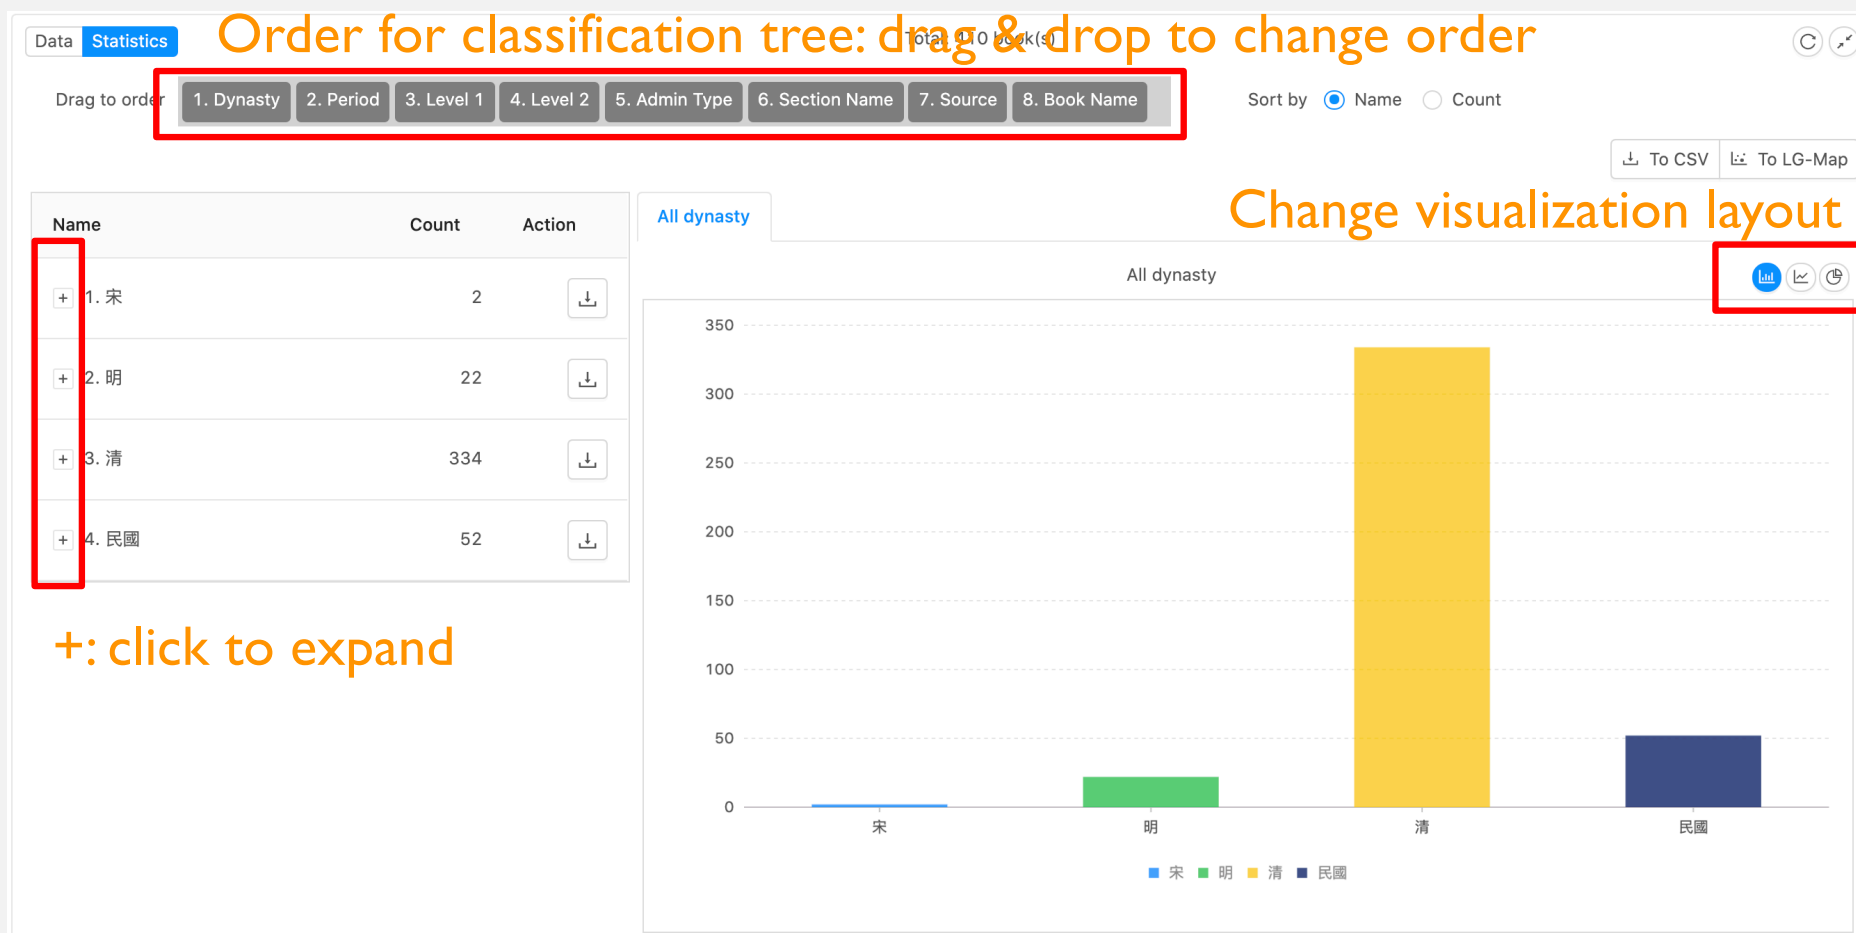 Order for classification tree: drag & drop to change order
Data Statistics
Total: 410 book(s)
Drag to order 1. Dynasty 2. Period 3. Level 1 4. Level 2 5. Admin Type 6. Section Name 7. Source 8. Book Name Sort by Name Count
To CSV To LG-Map
Change visualization layout
Name Count Action
All dynasty
All dynasty
+ 1. 宋 2
+ 2. 明 22
+ 3. 清 334
+ 4. 民國 52
+: click to expand
350
300
250
200
150
100
50
0
宋 明 清 民國
宋 明 清 民國